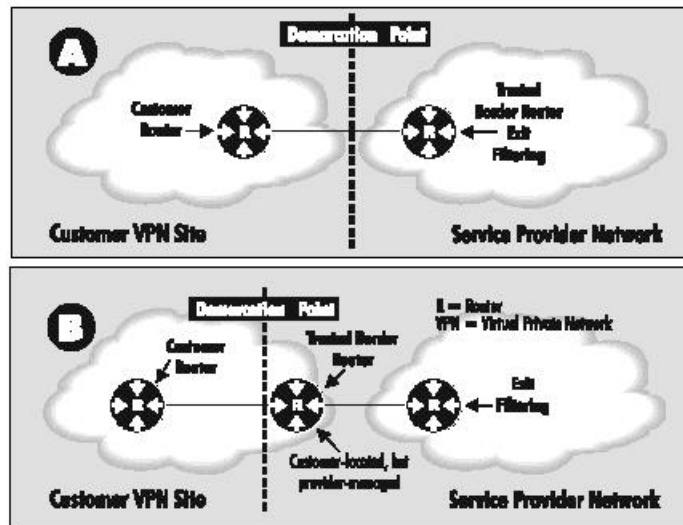 Demarcation Point
A
Customer
Router
R
R
Trusted
Border Router
Exit
Filtering
Customer VPN Site
Service Provider Network
Demarcation Point
B
R = Router
VPN = Virtual Private Network
Customer
Router
Trusted Border
Router
R
R
R
Exit
Filtering
Customer-located, but
provider-managed
Customer VPN Site
Service Provider Network